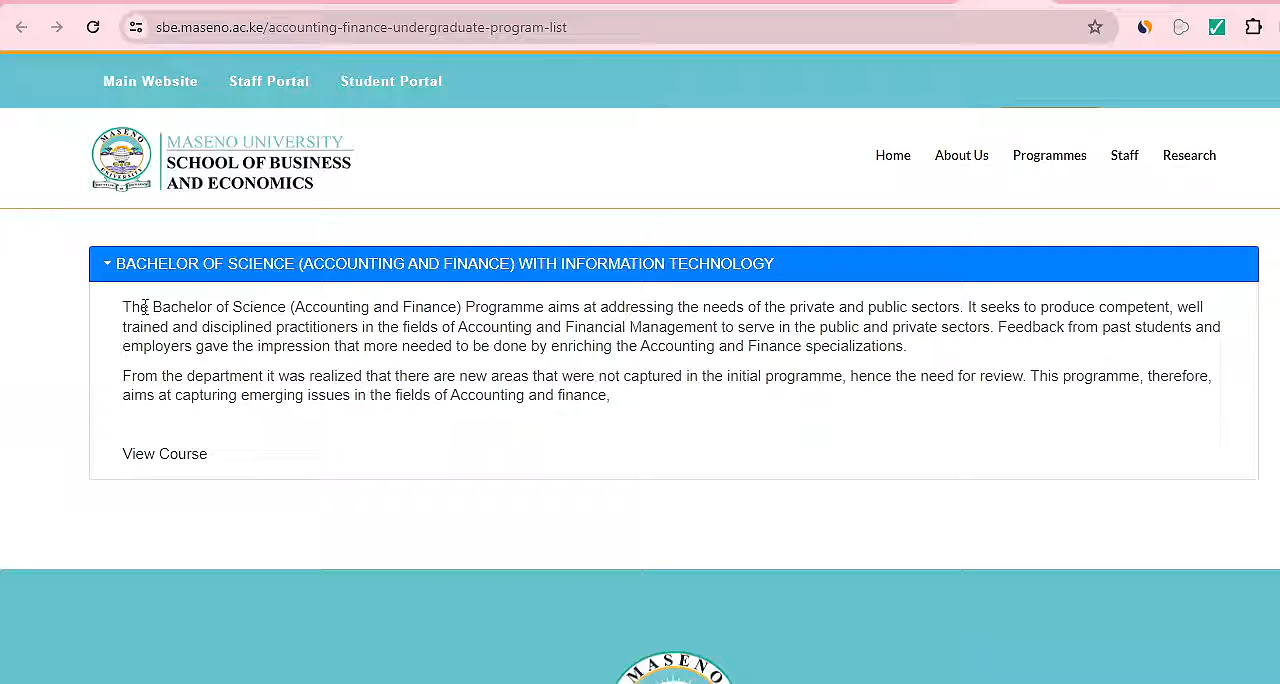 sbe.maseno.ac.ke/accounting-finance-undergraduate-program-list
Main Website Staff Portal Student Portal
MASENO UNIVERSITY
SCHOOL OF BUSINESS
AND ECONOMICS
Home About Us Programmes Staff Research
BACHELOR OF SCIENCE (ACCOUNTING AND FINANCE) WITH INFORMATION TECHNOLOGY
The Bachelor of Science (Accounting and Finance) Programme aims at addressing the needs of the private and public sectors. It seeks to produce competent, well
trained and disciplined practitioners in the fields of Accounting and Financial Management to serve in the public and private sectors. Feedback from past students and
employers gave the impression that more needed to be done by enriching the Accounting and Finance specializations.
From the department it was realized that there are new areas that were not captured in the initial programme, hence the need for review. This programme, therefore,
aims at capturing emerging issues in the fields of Accounting and finance,
View Course
MASENO